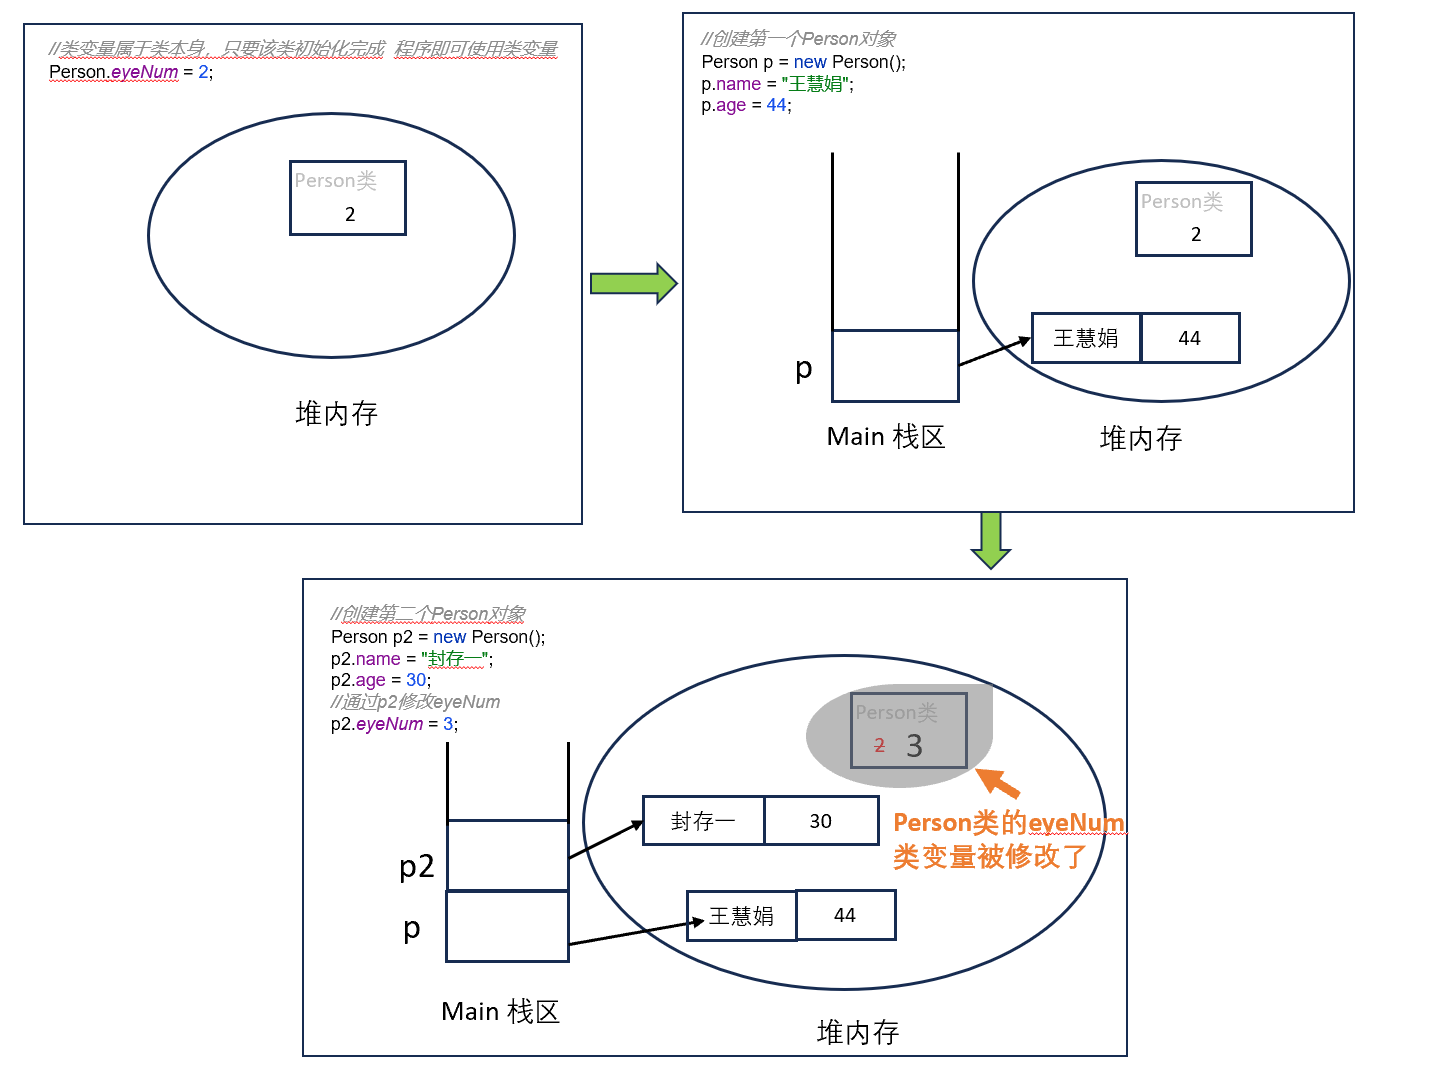 //类变量属于类本身，只要该类初始化完成 程序即可使用类变量
Person.eyeNum = 2;
Person类
2
堆内存
//创建第一个Person对象
Person p = new Person();
p.name = "王慧娟";
p.age = 44;
Person类
2
王慧娟 44
p
Main 栈区
堆内存
//创建第二个Person对象
Person p2 = new Person();
p2.name = "封存一";
p2.age = 30;
//通过p2修改eyeNum
p2.eyeNum = 3;
Person类
2 3
封存一 30
Person类的eyeNum
类变量被修改了
p2
王慧娟 44
p
Main 栈区
堆内存